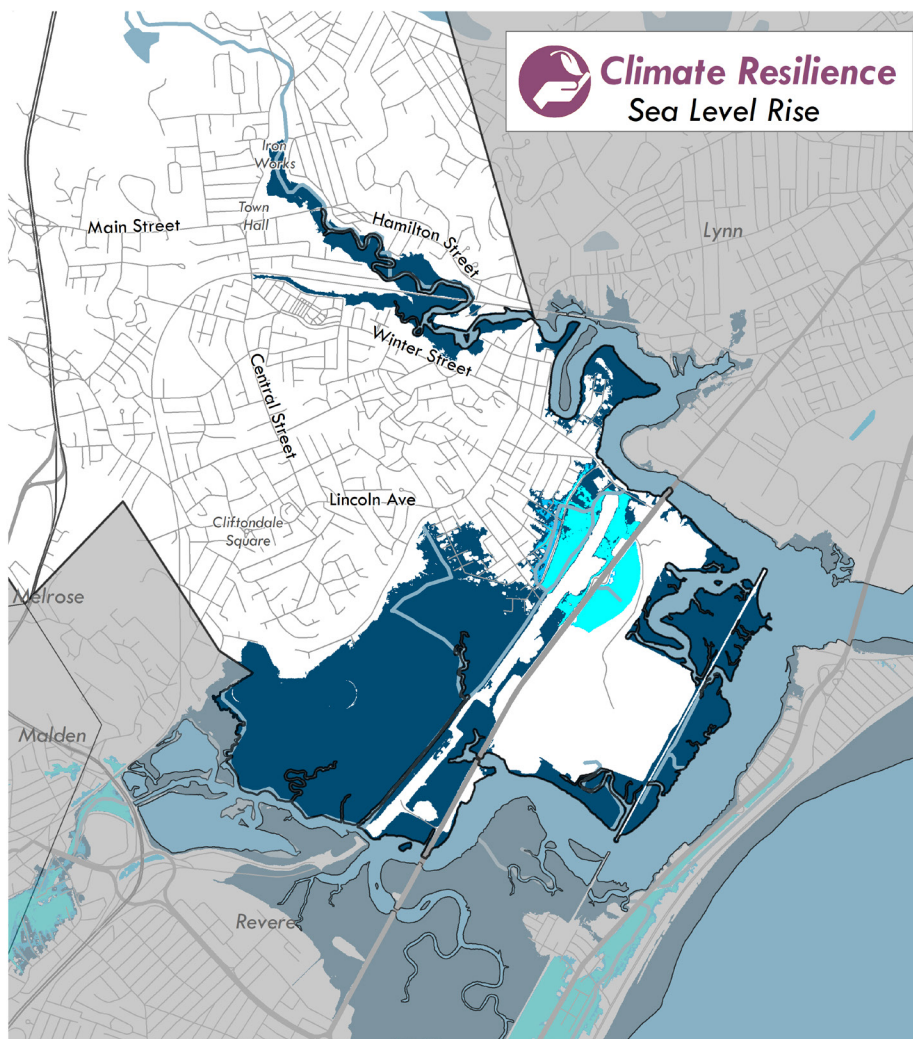 Climate Resilience
Sea Level Rise
Iron
Works
Town
Hall
Main Street
Hamilton Street
Lynn
Winter Street
Central Street
Lincoln Ave
Cliftondale
Square
Melrose
Malden
Revere